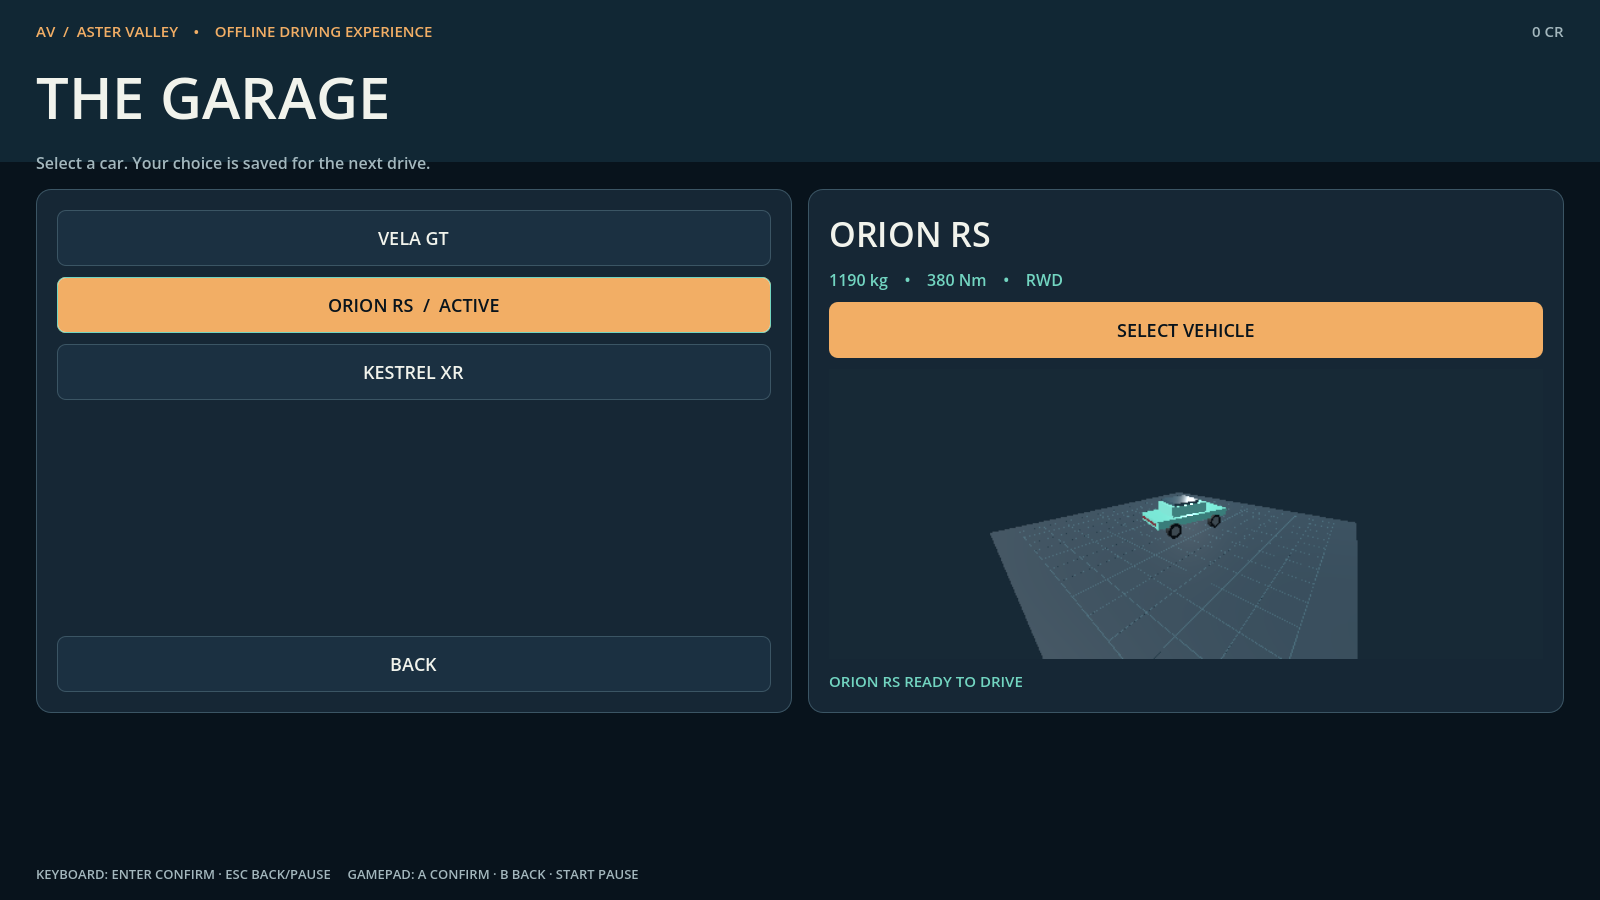 AV / ASTER VALLEY • OFFLINE DRIVING EXPERIENCE
0 CR
THE GARAGE
Select a car. Your choice is saved for the next drive.
VELA GT
ORION RS / ACTIVE
KESTREL XR
BACK
ORION RS
1190 kg • 380 Nm • RWD
SELECT VEHICLE
ORION RS READY TO DRIVE
KEYBOARD: ENTER CONFIRM · ESC BACK/PAUSE GAMEPAD: A CONFIRM · B BACK · START PAUSE